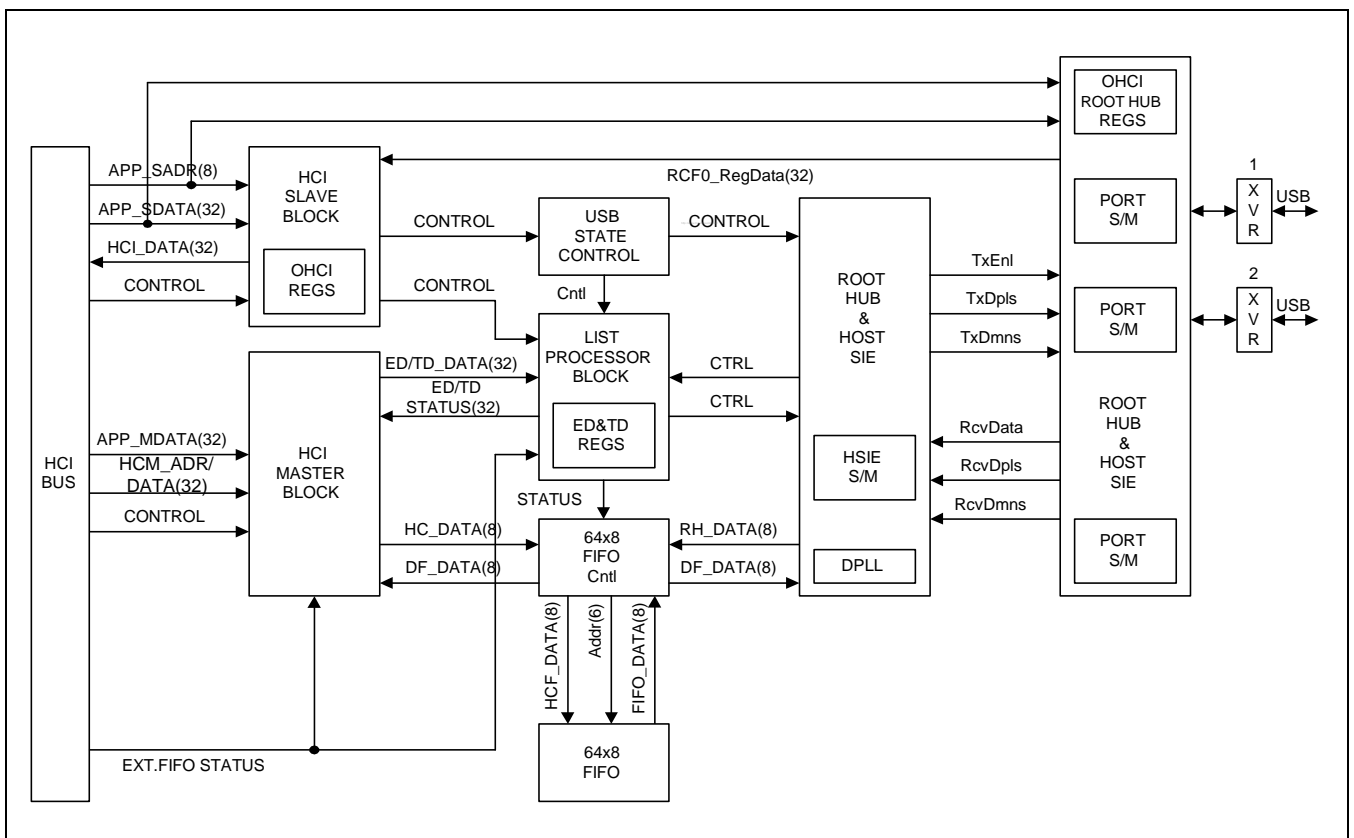 OHCI
ROOT HUB
REGS
APP_SADR(8)
HCI
SLAVE
BLOCK
RCF0_RegData(32)
1
X
V
R
USB
PORT
S/M
APP_SDATA(32)
CONTROL
USB
STATE
CONTROL
CONTROL
HCI_DATA(32)
OHCI
REGS
CONTROL
CONTROL
Cntl
ROOT
HUB
&
HOST
SIE
TxEnl
TxDpls
TxDmns
2
X
V
R
USB
PORT
S/M
LIST
PROCESSOR
BLOCK
ED/TD_DATA(32)
ED/TD
STATUS(32)
CTRL
CTRL
ED&TD
REGS
HCI
BUS
APP_MDATA(32)
HCM_ADR/
DATA(32)
CONTROL
HCI
MASTER
BLOCK
HSIE
S/M
RcvData
RcvDpls
RcvDmns
ROOT
HUB
&
HOST
SIE
STATUS
HC_DATA(8)
DF_DATA(8)
64x8
FIFO
Cntl
RH_DATA(8)
DF_DATA(8)
DPLL
PORT
S/M
HCF_DATA(8)
Addr(6)
FIFO_DATA(8)
EXT.FIFO STATUS
64x8
FIFO